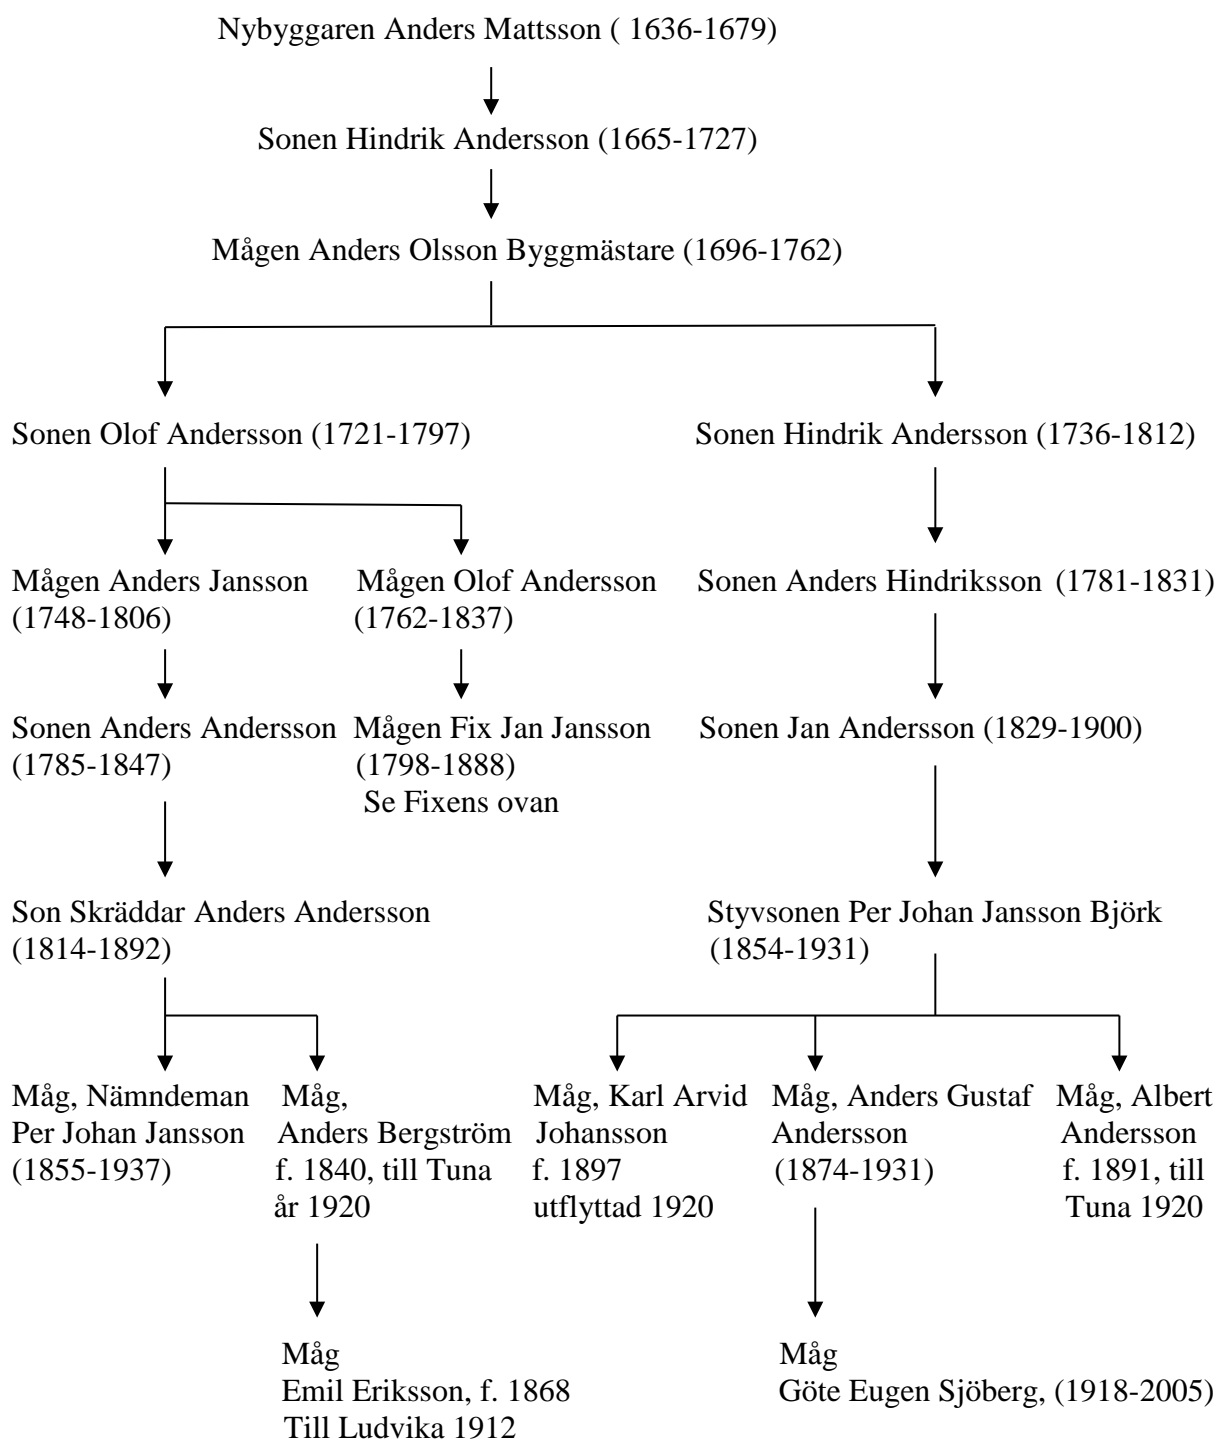 Nybyggaren Anders Mattsson ( 1636-1679)
Sonen Hindrik Andersson (1665-1727)
Mågen Anders Olsson Byggmästare (1696-1762)
Sonen Olof Andersson (1721-1797)
Sonen Hindrik Andersson (1736-1812)
Mågen Anders Jansson
(1748-1806)
Mågen Olof Andersson
(1762-1837)
Sonen Anders Hindriksson (1781-1831)
Sonen Anders Andersson
(1785-1847)
Mågen Fix Jan Jansson
(1798-1888)
Se Fixens ovan
Sonen Jan Andersson (1829-1900)
Son Skräddar Anders Andersson
(1814-1892)
Styvsonen Per Johan Jansson Björk
(1854-1931)
Måg, Nämndeman
Per Johan Jansson
(1855-1937)
Måg,
Anders Bergström
f. 1840, till Tuna
år 1920
Måg, Karl Arvid
Johansson
f. 1897
utflyttad 1920
Måg, Anders Gustaf
Andersson
(1874-1931)
Måg, Albert
Andersson
f. 1891, till
Tuna 1920
Måg
Emil Eriksson, f. 1868
Till Ludvika 1912
Måg
Göte Eugen Sjöberg, (1918-2005)